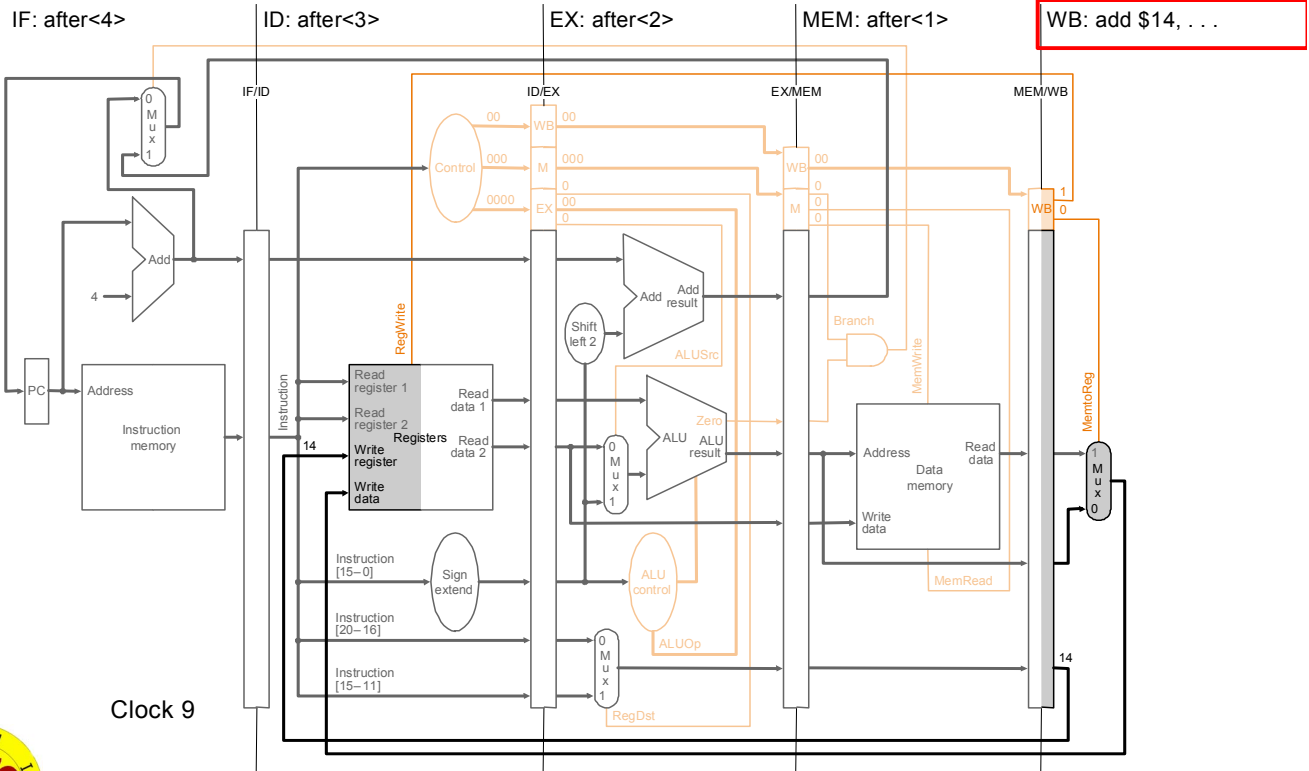 IF: after<4>
ID: after<3>
EX: after<2>
MEM: after<1>
WB: add $14, . . .
IF/ID
ID/EX
EX/MEM
MEM/WB
0
M
u
x
1
Control
00
000
0000
WB
M
EX
00
000
0
00
0
WB
M
00
0
0
0
WB
1
0
Add
4
RegWrite
Shift
left 2
Add
Add
result
ALUSrc
Branch
MemWrite
MemtoReg
PC
Address
Instruction
memory
Instruction
Read
register 1
Read
register 2
Registers
Write
register
Write
data
14
Read
data 1
Read
data 2
0
M
u
x
1
Zero
ALU
ALU
result
Address
Data
memory
Read
data
Write
data
MemRead
1
M
u
x
0
Instruction
[15–0]
Sign
extend
ALU
control
Instruction
[20–16]
ALUOp
0
M
u
x
1
Instruction
[15–11]
RegDst
14
Clock 9